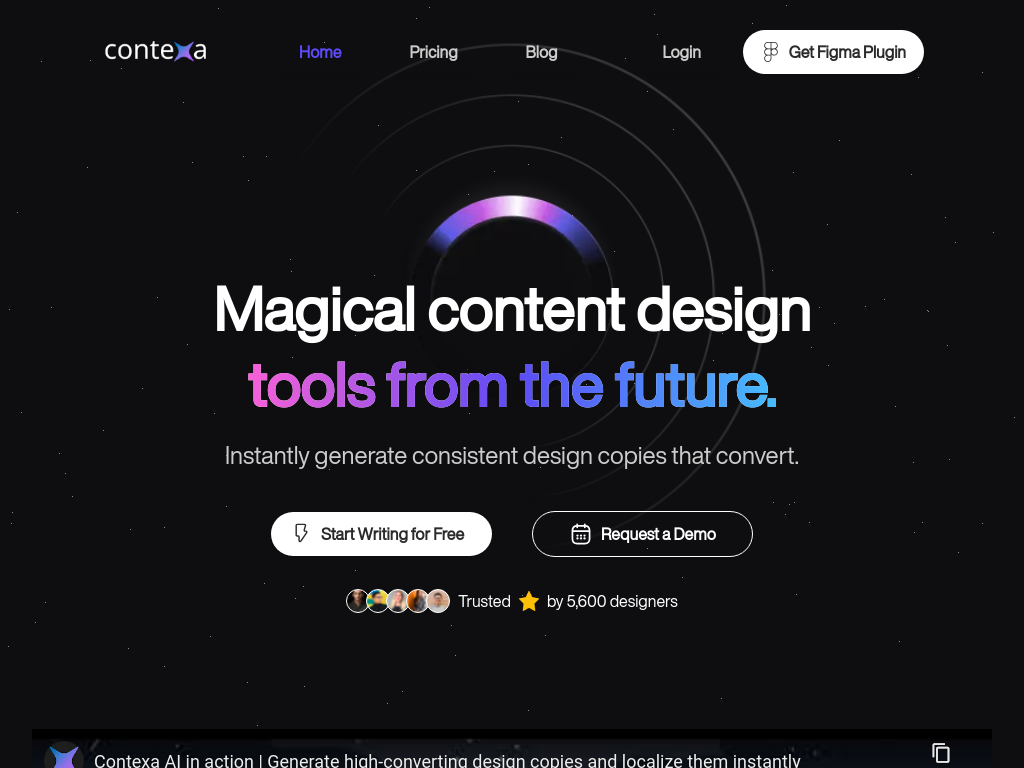 contexa
Home
Pricing
Blog
Login
Get Figma Plugin
Magical content design
tools from the future.
Instantly generate consistent design copies that convert.
Start Writing for Free
Request a Demo
Trusted by 5,600 designers
Contexa AI in action | Generate high-converting design copies and localize them instantly